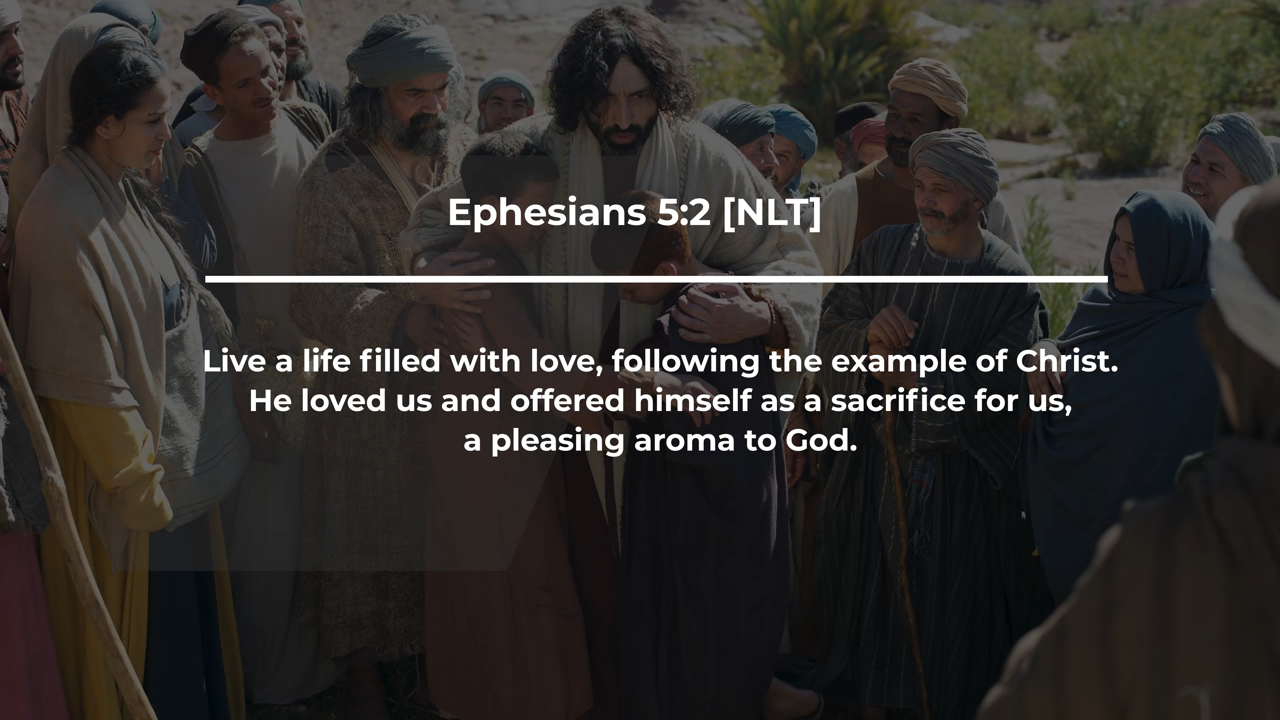 Ephesians 5:2 [NLT]
Live a life filled with love, following the example of Christ.
He loved us and offered himself as a sacrifice for us,
a pleasing aroma to God.